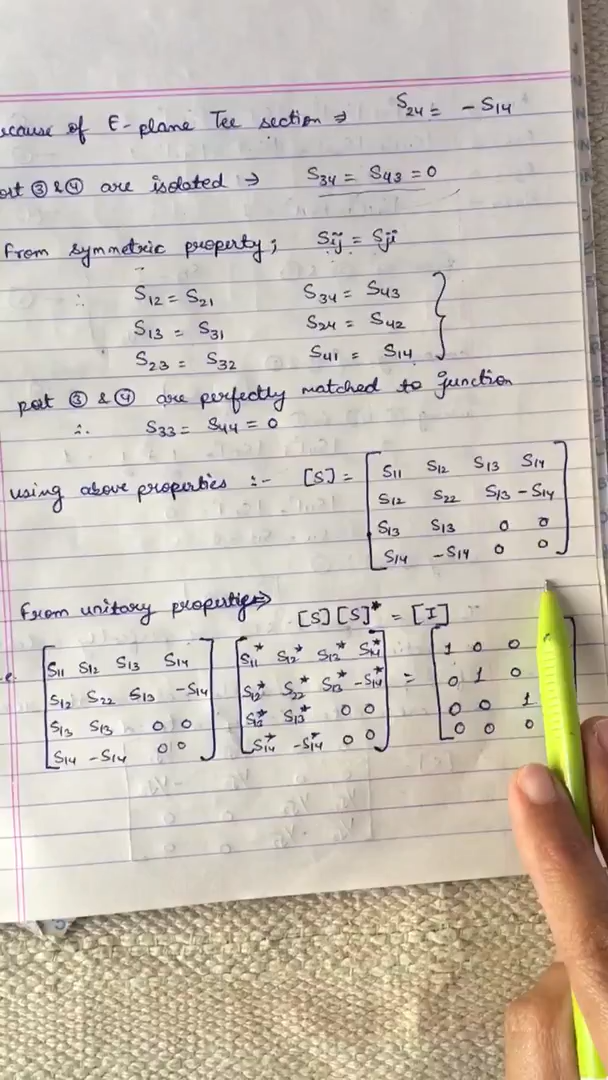 ecause of E-plane Tee section ⇒ S24 = - S14
ort ③ & ④ are isolated → S34 = S43 = 0
from symmetric property; Sij = Sji
∴ S12 = S21 S34 = S43
S13 = S31 S24 = S42
S23 = S32 S41 = S14
port ③ & ④ are perfectly matched to junction
∴ S33 = S44 = 0
using above properties :- [S] = [S11 S12 S13 S14
S12 S22 S13 -S14
S13 S13 0 0
S14 -S14 0 0]
from unitary properties ⇒ [S] [S]* = [I]
[S11 S12 S13 S14 [S11* S12* S12* S14* [1 0 0
S12 S22 S13 -S14 S12* S22* S13* -S14* = 0 1 0
S13 S13 0 0 S13* S13* 0 0 0 0 1
S14 -S14 0 0] S14* -S14* 0 0] 0 0 0